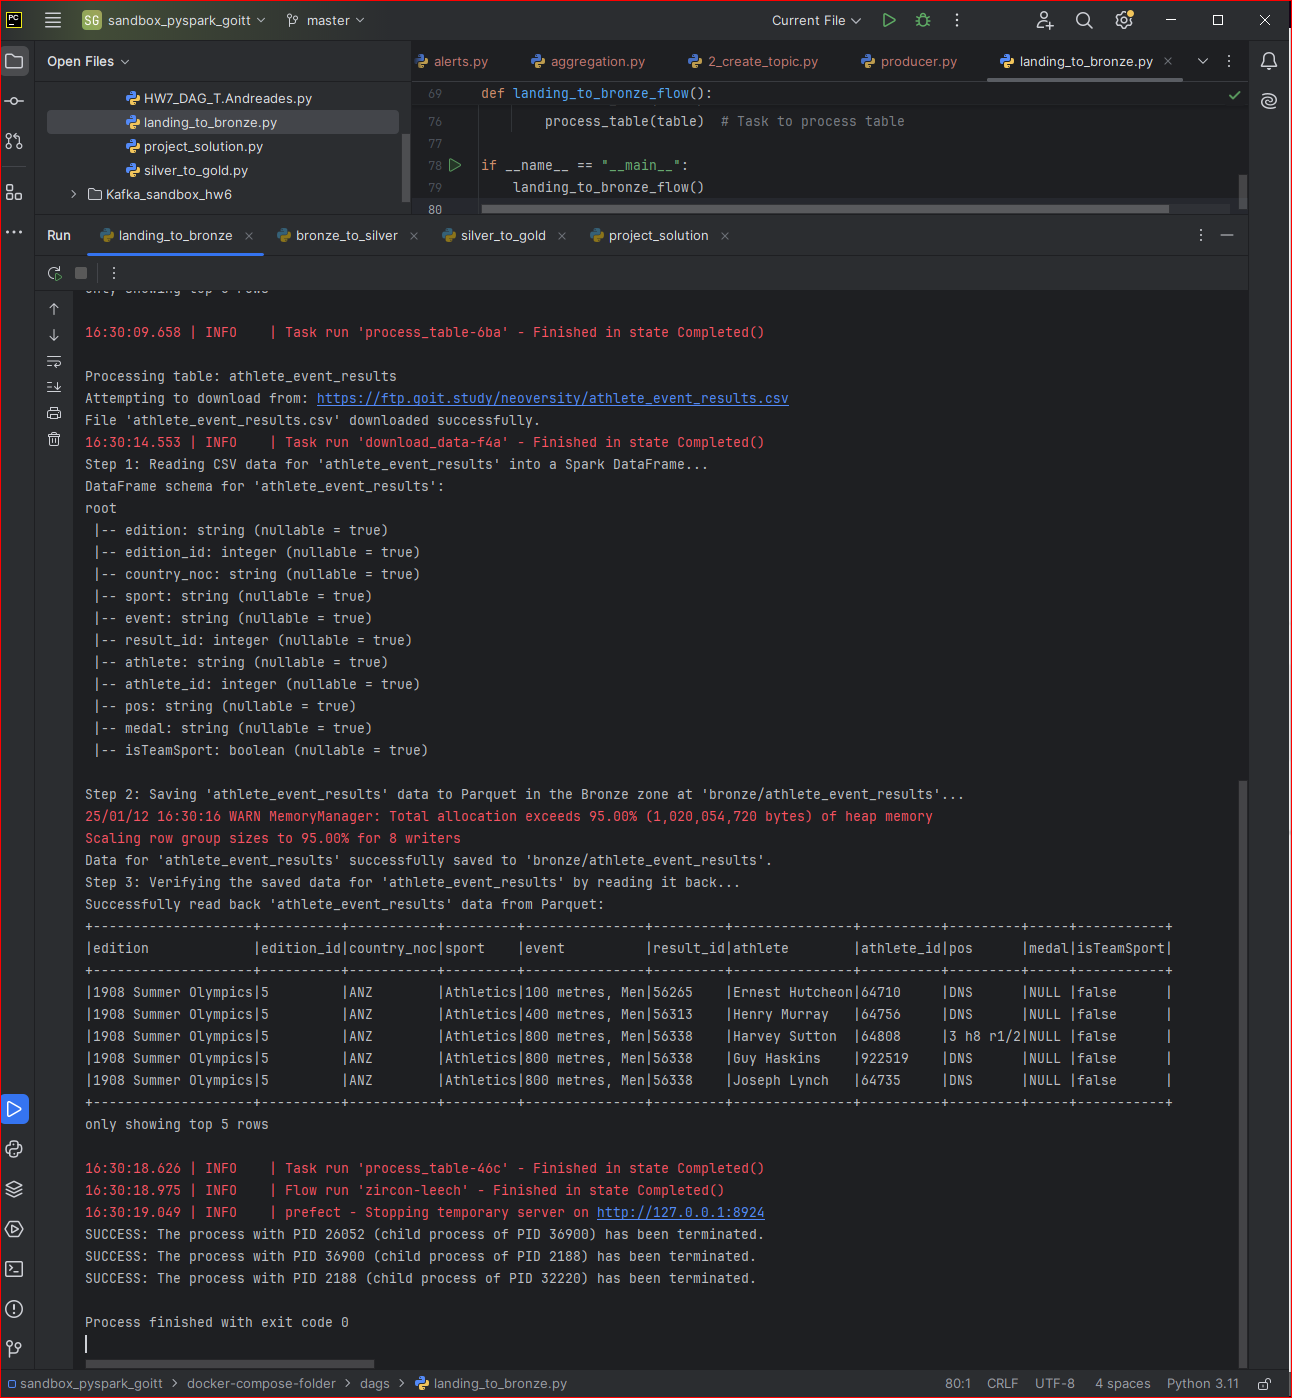 PC
SG sandbox_pyspark_goitt master Current File
Open Files
alerts.py aggregation.py 2_create_topic.py producer.py landing_to_bronze.py
HW7_DAG_T.Andreades.py
landing_to_bronze.py
project_solution.py
silver_to_gold.py
Kafka_sandbox_hw6
69 def landing_to_bronze_flow():
76 process_table(table)  # Task to process table
77
78 if __name__ == "__main__":
79 landing_to_bronze_flow()
80
Run landing_to_bronze bronze_to_silver silver_to_gold project_solution
only showing top 5 rows
16:30:09.658 | INFO    | Task run 'process_table-6ba' - Finished in state Completed()
Processing table: athlete_event_results
Attempting to download from: https://ftp.goit.study/neoversity/athlete_event_results.csv
File 'athlete_event_results.csv' downloaded successfully.
16:30:14.553 | INFO    | Task run 'download_data-f4a' - Finished in state Completed()
Step 1: Reading CSV data for 'athlete_event_results' into a Spark DataFrame...
DataFrame schema for 'athlete_event_results':
root
 |-- edition: string (nullable = true)
 |-- edition_id: integer (nullable = true)
 |-- country_noc: string (nullable = true)
 |-- sport: string (nullable = true)
 |-- event: string (nullable = true)
 |-- result_id: integer (nullable = true)
 |-- athlete: string (nullable = true)
 |-- athlete_id: integer (nullable = true)
 |-- pos: string (nullable = true)
 |-- medal: string (nullable = true)
 |-- isTeamSport: boolean (nullable = true)
Step 2: Saving 'athlete_event_results' data to Parquet in the Bronze zone at 'bronze/athlete_event_results'...
25/01/12 16:30:16 WARN MemoryManager: Total allocation exceeds 95.00% (1,020,054,720 bytes) of heap memory
Scaling row group sizes to 95.00% for 8 writers
Data for 'athlete_event_results' successfully saved to 'bronze/athlete_event_results'.
Step 3: Verifying the saved data for 'athlete_event_results' by reading it back...
Successfully read back 'athlete_event_results' data from Parquet:
+--------------------+----------+-----------+---------+---------------+---------+---------------+----------+---------+-----+-----------+
|edition             |edition_id|country_noc|sport    |event          |result_id|athlete        |athlete_id|pos      |medal|isTeamSport|
+--------------------+----------+-----------+---------+---------------+---------+---------------+----------+---------+-----+-----------+
|1908 Summer Olympics|5         |ANZ        |Athletics|100 metres, Men|56265    |Ernest Hutcheon|64710     |DNS      |NULL |false      |
|1908 Summer Olympics|5         |ANZ        |Athletics|400 metres, Men|56313    |Henry Murray   |64756     |DNS      |NULL |false      |
|1908 Summer Olympics|5         |ANZ        |Athletics|800 metres, Men|56338    |Harvey Sutton  |64808     |3 h8 r1/2|NULL |false      |
|1908 Summer Olympics|5         |ANZ        |Athletics|800 metres, Men|56338    |Guy Haskins    |922519    |DNS      |NULL |false      |
|1908 Summer Olympics|5         |ANZ        |Athletics|800 metres, Men|56338    |Joseph Lynch   |64735     |DNS      |NULL |false      |
+--------------------+----------+-----------+---------+---------------+---------+---------------+----------+---------+-----+-----------+
only showing top 5 rows
16:30:18.626 | INFO    | Task run 'process_table-46c' - Finished in state Completed()
16:30:18.975 | INFO    | Flow run 'zircon-leech' - Finished in state Completed()
16:30:19.049 | INFO    | prefect - Stopping temporary server on http://127.0.0.1:8924
SUCCESS: The process with PID 26052 (child process of PID 36900) has been terminated.
SUCCESS: The process with PID 36900 (child process of PID 2188) has been terminated.
SUCCESS: The process with PID 2188 (child process of PID 32220) has been terminated.
Process finished with exit code 0
sandbox_pyspark_goitt > docker-compose-folder > dags > landing_to_bronze.py 80:1 CRLF UTF-8 4 spaces Python 3.11